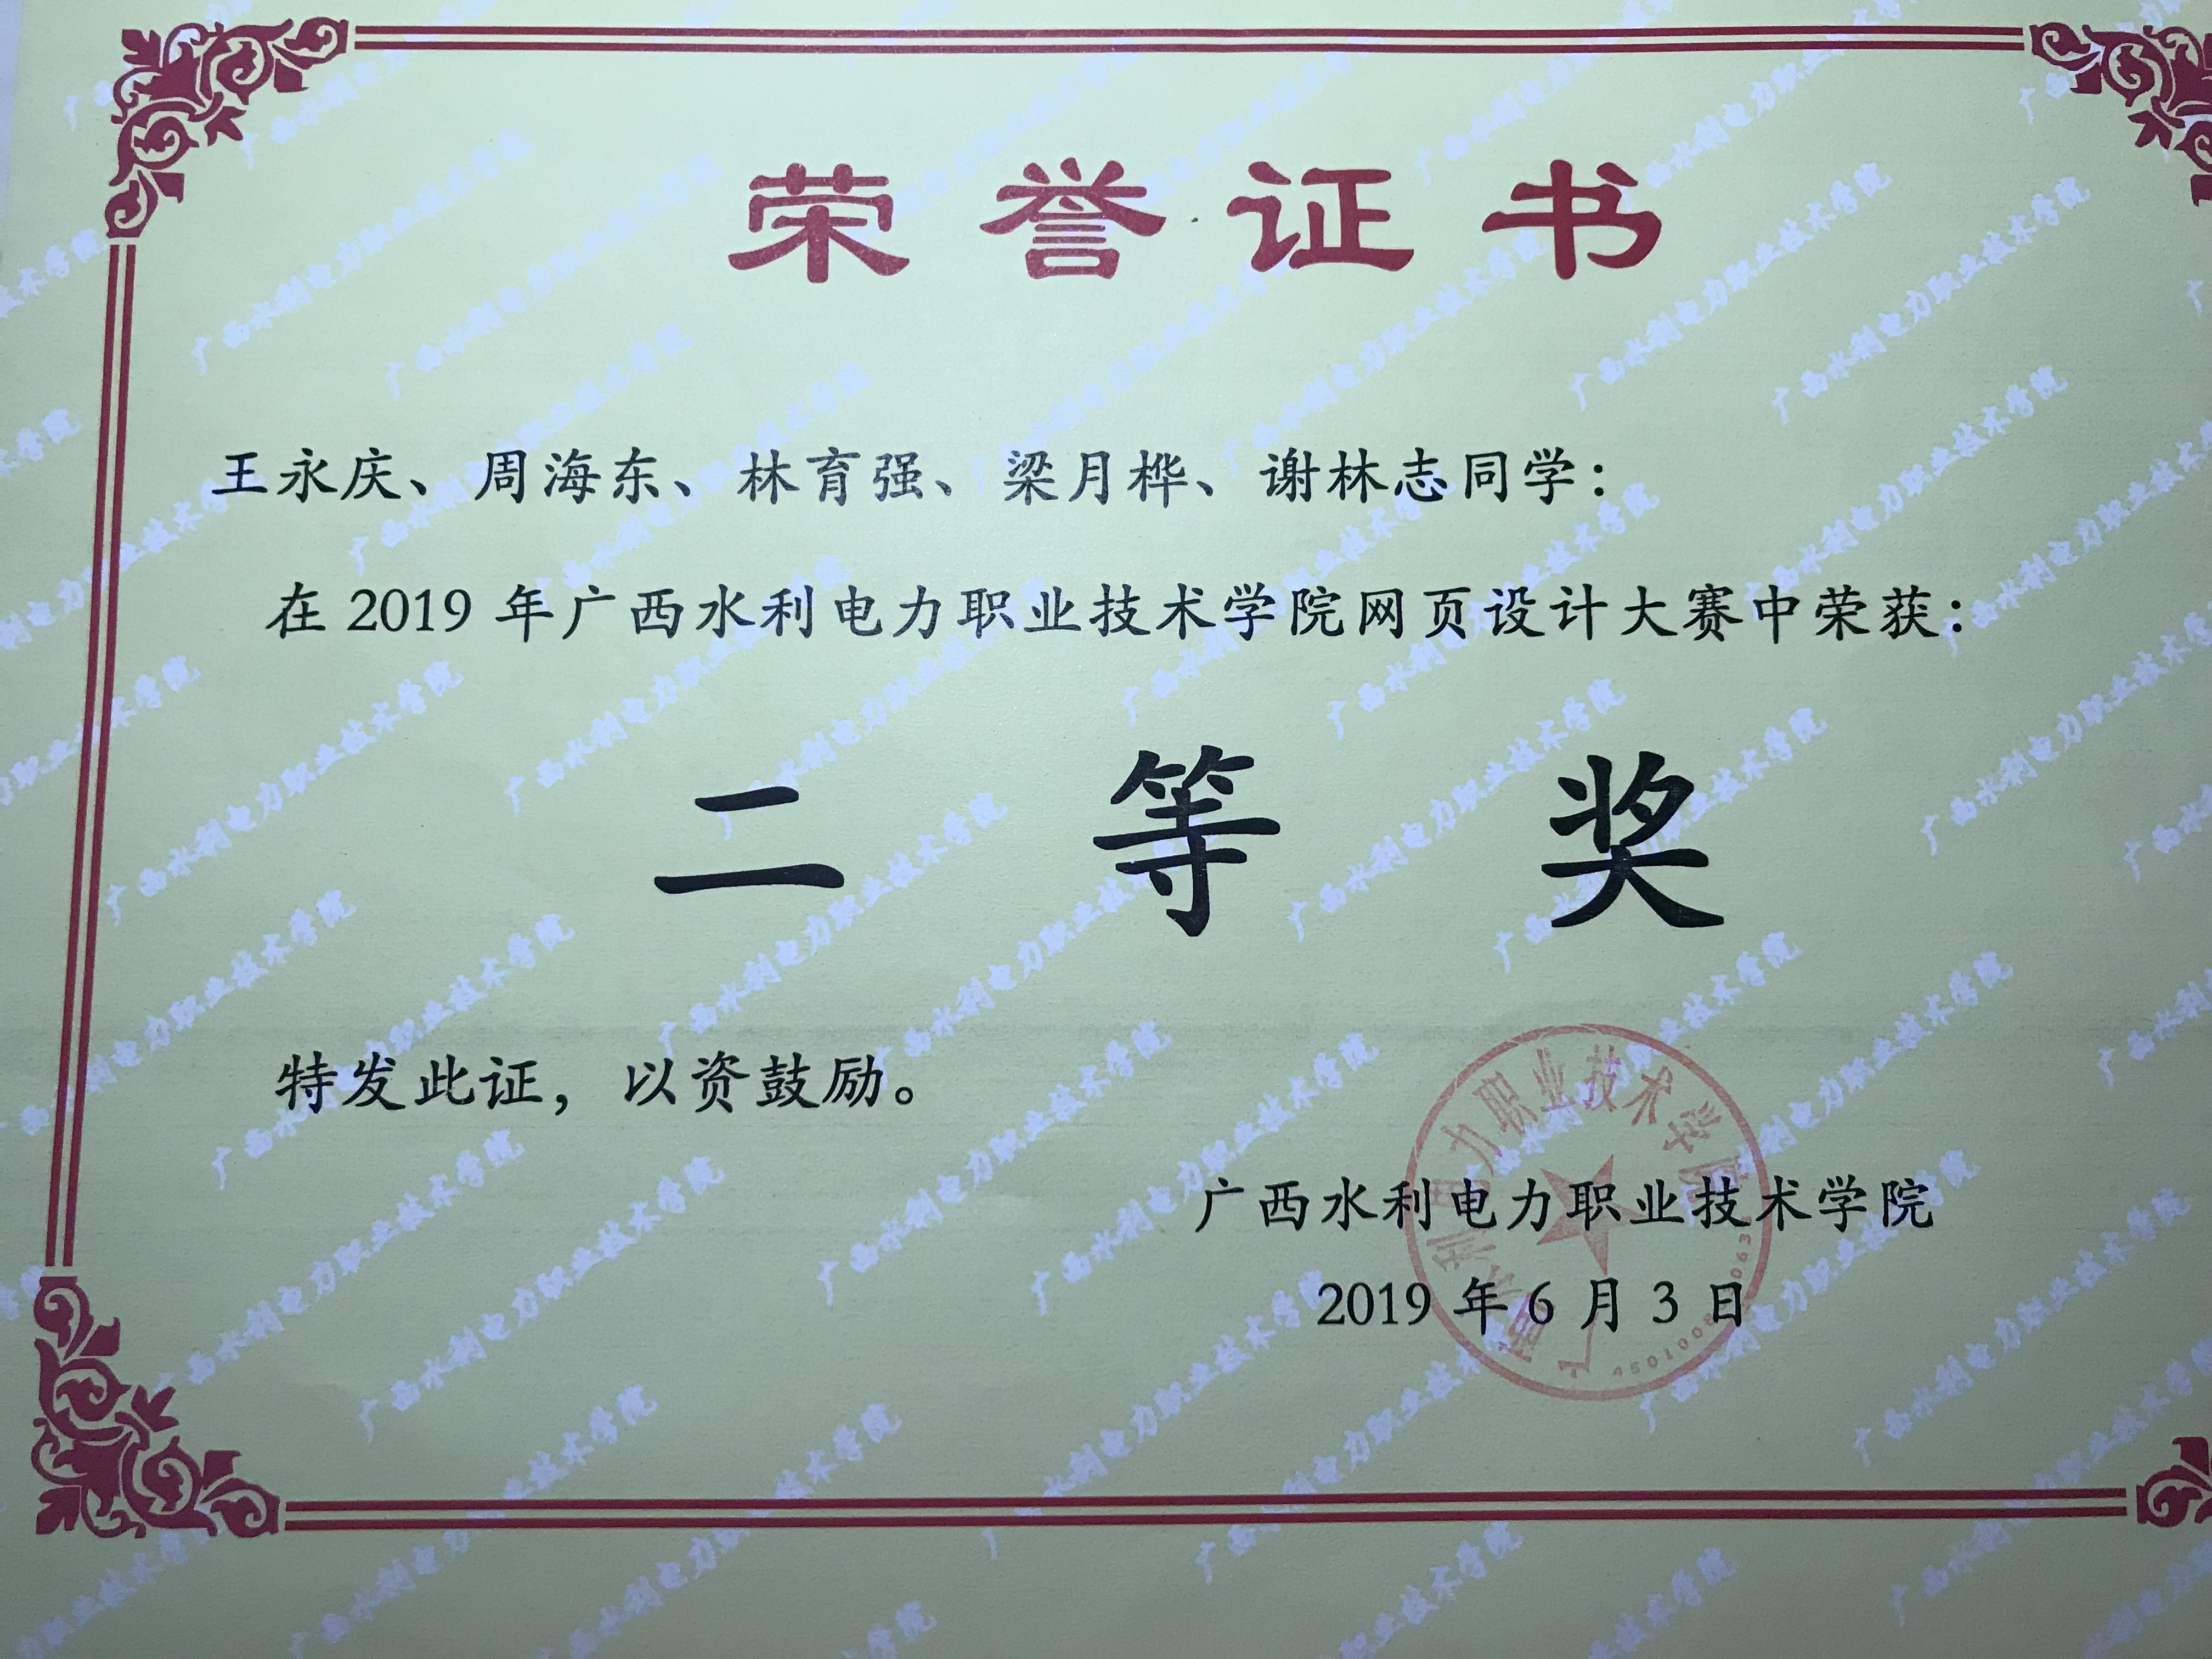 荣誉证书
王永庆、周海东、林育强、梁月桦、谢林志同学：
在 2019 年广西水利电力职业技术学院网页设计大赛中荣获：
二等奖
特发此证，以资鼓励。
广西水利电力职业技术学院
2019 年 6 月 3 日